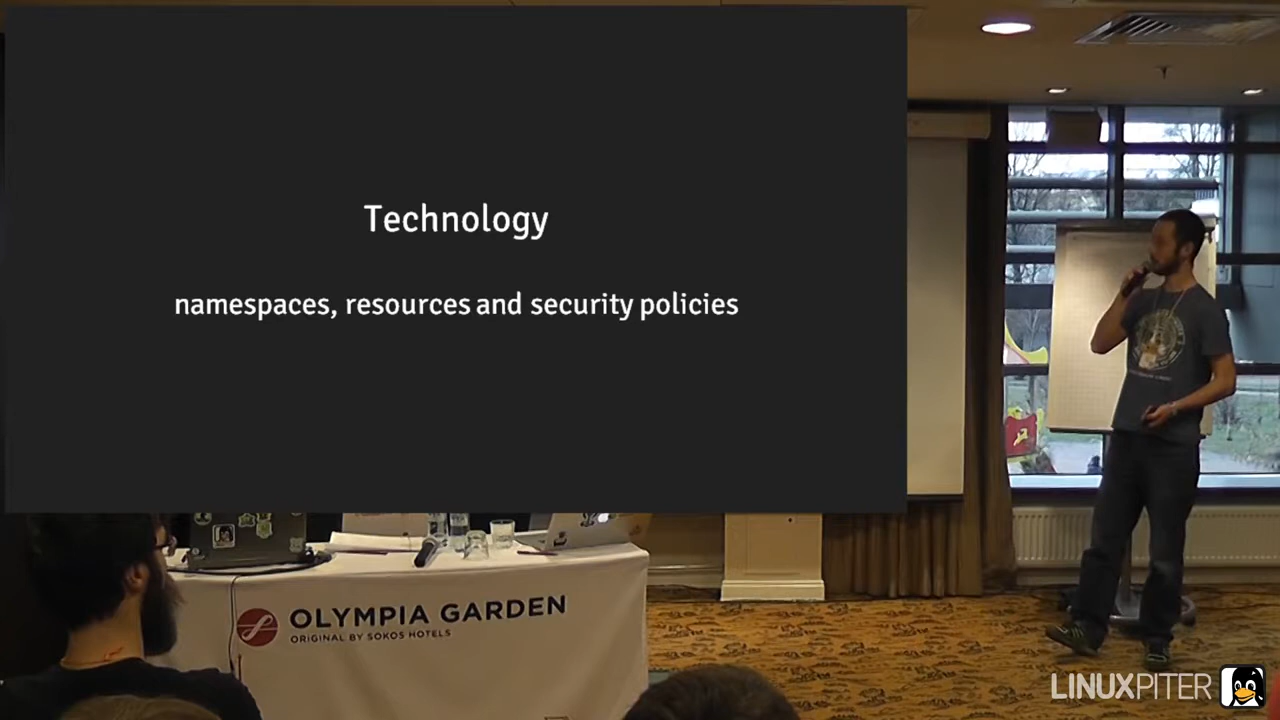 Technology
namespaces, resources and security policies
OLYMPIA GARDEN
ORIGINAL BY SOKOS HOTELS
LINUXPITER